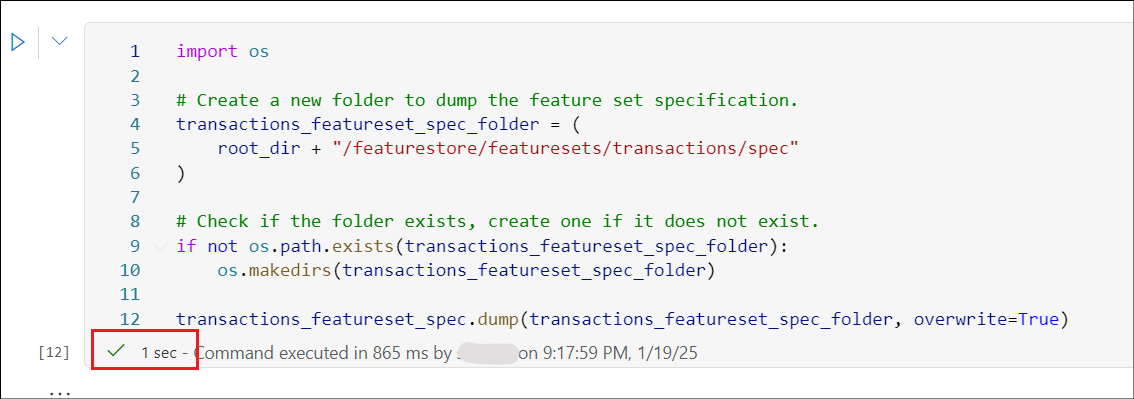 1 import os
2
3 # Create a new folder to dump the feature set specification.
4 transactions_featureset_spec_folder = (
5     root_dir + "/featurestore/featuresets/transactions/spec"
6 )
7
8 # Check if the folder exists, create one if it does not exist.
9 if not os.path.exists(transactions_featureset_spec_folder):
10     os.makedirs(transactions_featureset_spec_folder)
11
12 transactions_featureset_spec.dump(transactions_featureset_spec_folder, overwrite=True)
[12] 1 sec - Command executed in 865 ms by on 9:17:59 PM, 1/19/25
...